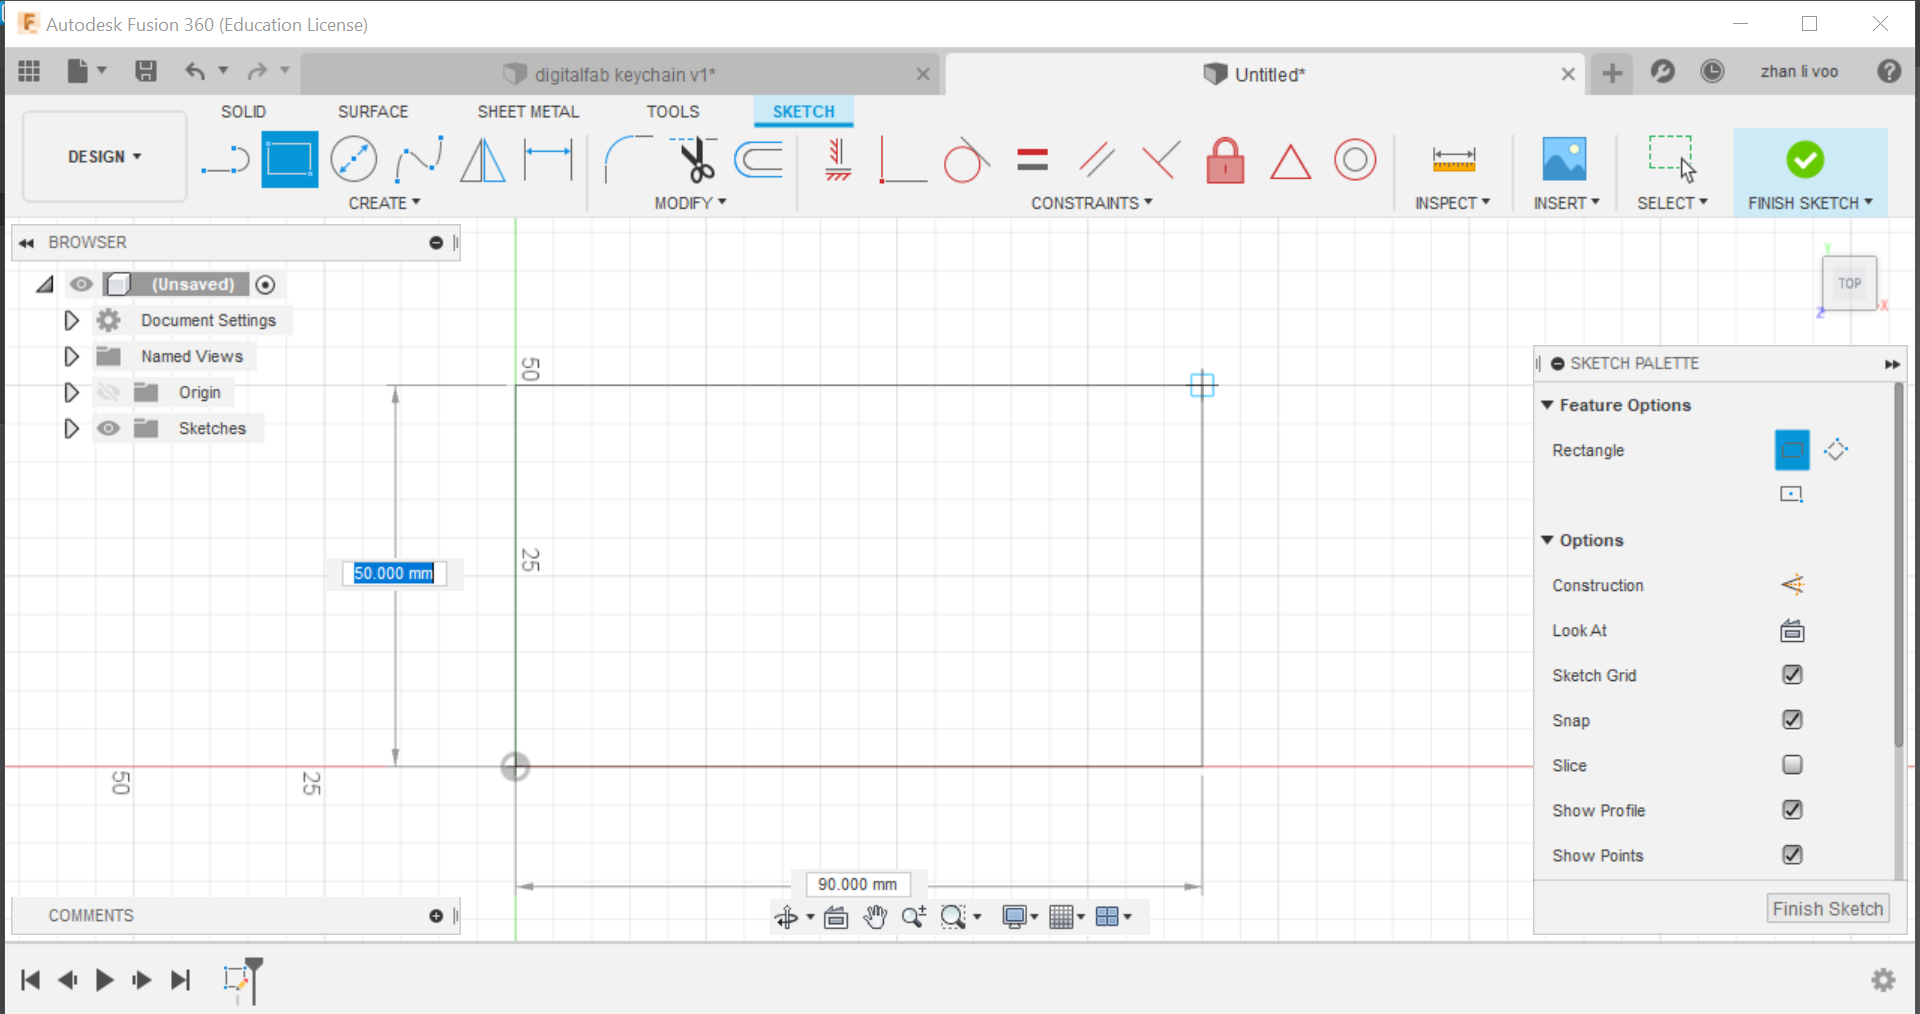 Autodesk Fusion 360 (Education License)
digitalfab keychain v1*
Untitled*
zhan li voo
SOLID
SURFACE
SHEET METAL
TOOLS
SKETCH
DESIGN
CREATE
MODIFY
CONSTRAINTS
INSPECT
INSERT
SELECT
FINISH SKETCH
BROWSER
(Unsaved)
Document Settings
Named Views
Origin
Sketches
Y
TOP
X
Z
50
25
50.000 mm
50
25
90.000 mm
SKETCH PALETTE
Feature Options
Rectangle
Options
Construction
Look At
Sketch Grid
Snap
Slice
Show Profile
Show Points
Finish Sketch
COMMENTS